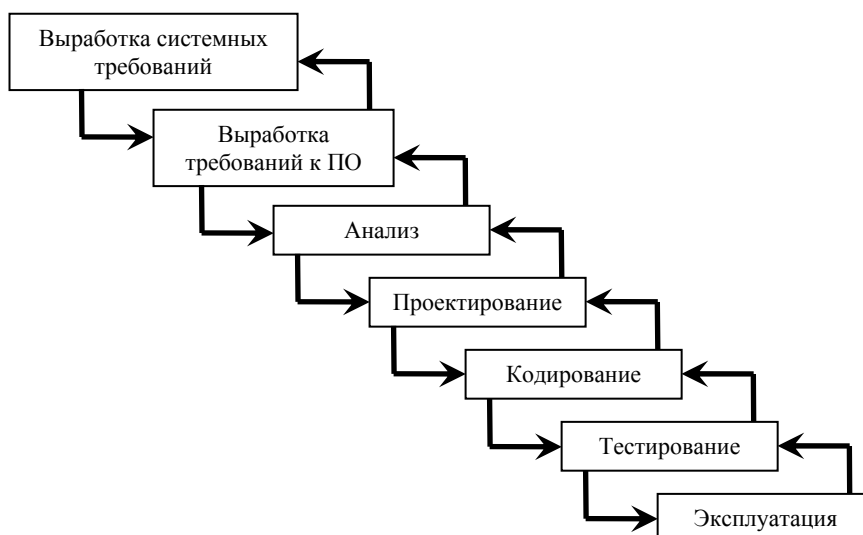 Выработка системных
требований
Выработка
требований к ПО
Анализ
Проектирование
Кодирование
Тестирование
Эксплуатация